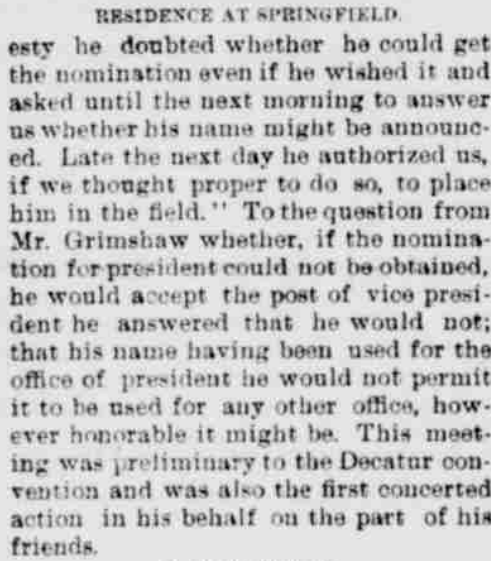 RESIDENCE AT SPRINGFIELD.
esty he doubted whether he could get
the nomination even if he wished it and
asked until the next morning to answer
us whether his name might be announc-
ed. Late the next day he authorized us,
if we thought proper to do so, to place
him in the field." To the question from
Mr. Grimshaw whether, if the nomina-
tion for president could not be obtained,
he would accept the post of vice presi-
dent he answered that he would not;
that his name having been used for the
office of president he would not permit
it to be used for any other office, how-
ever honorable it might be. This meet-
ing was preliminary to the Decatur con-
vention and was also the first concerted
action in his behalf on the part of his
friends.